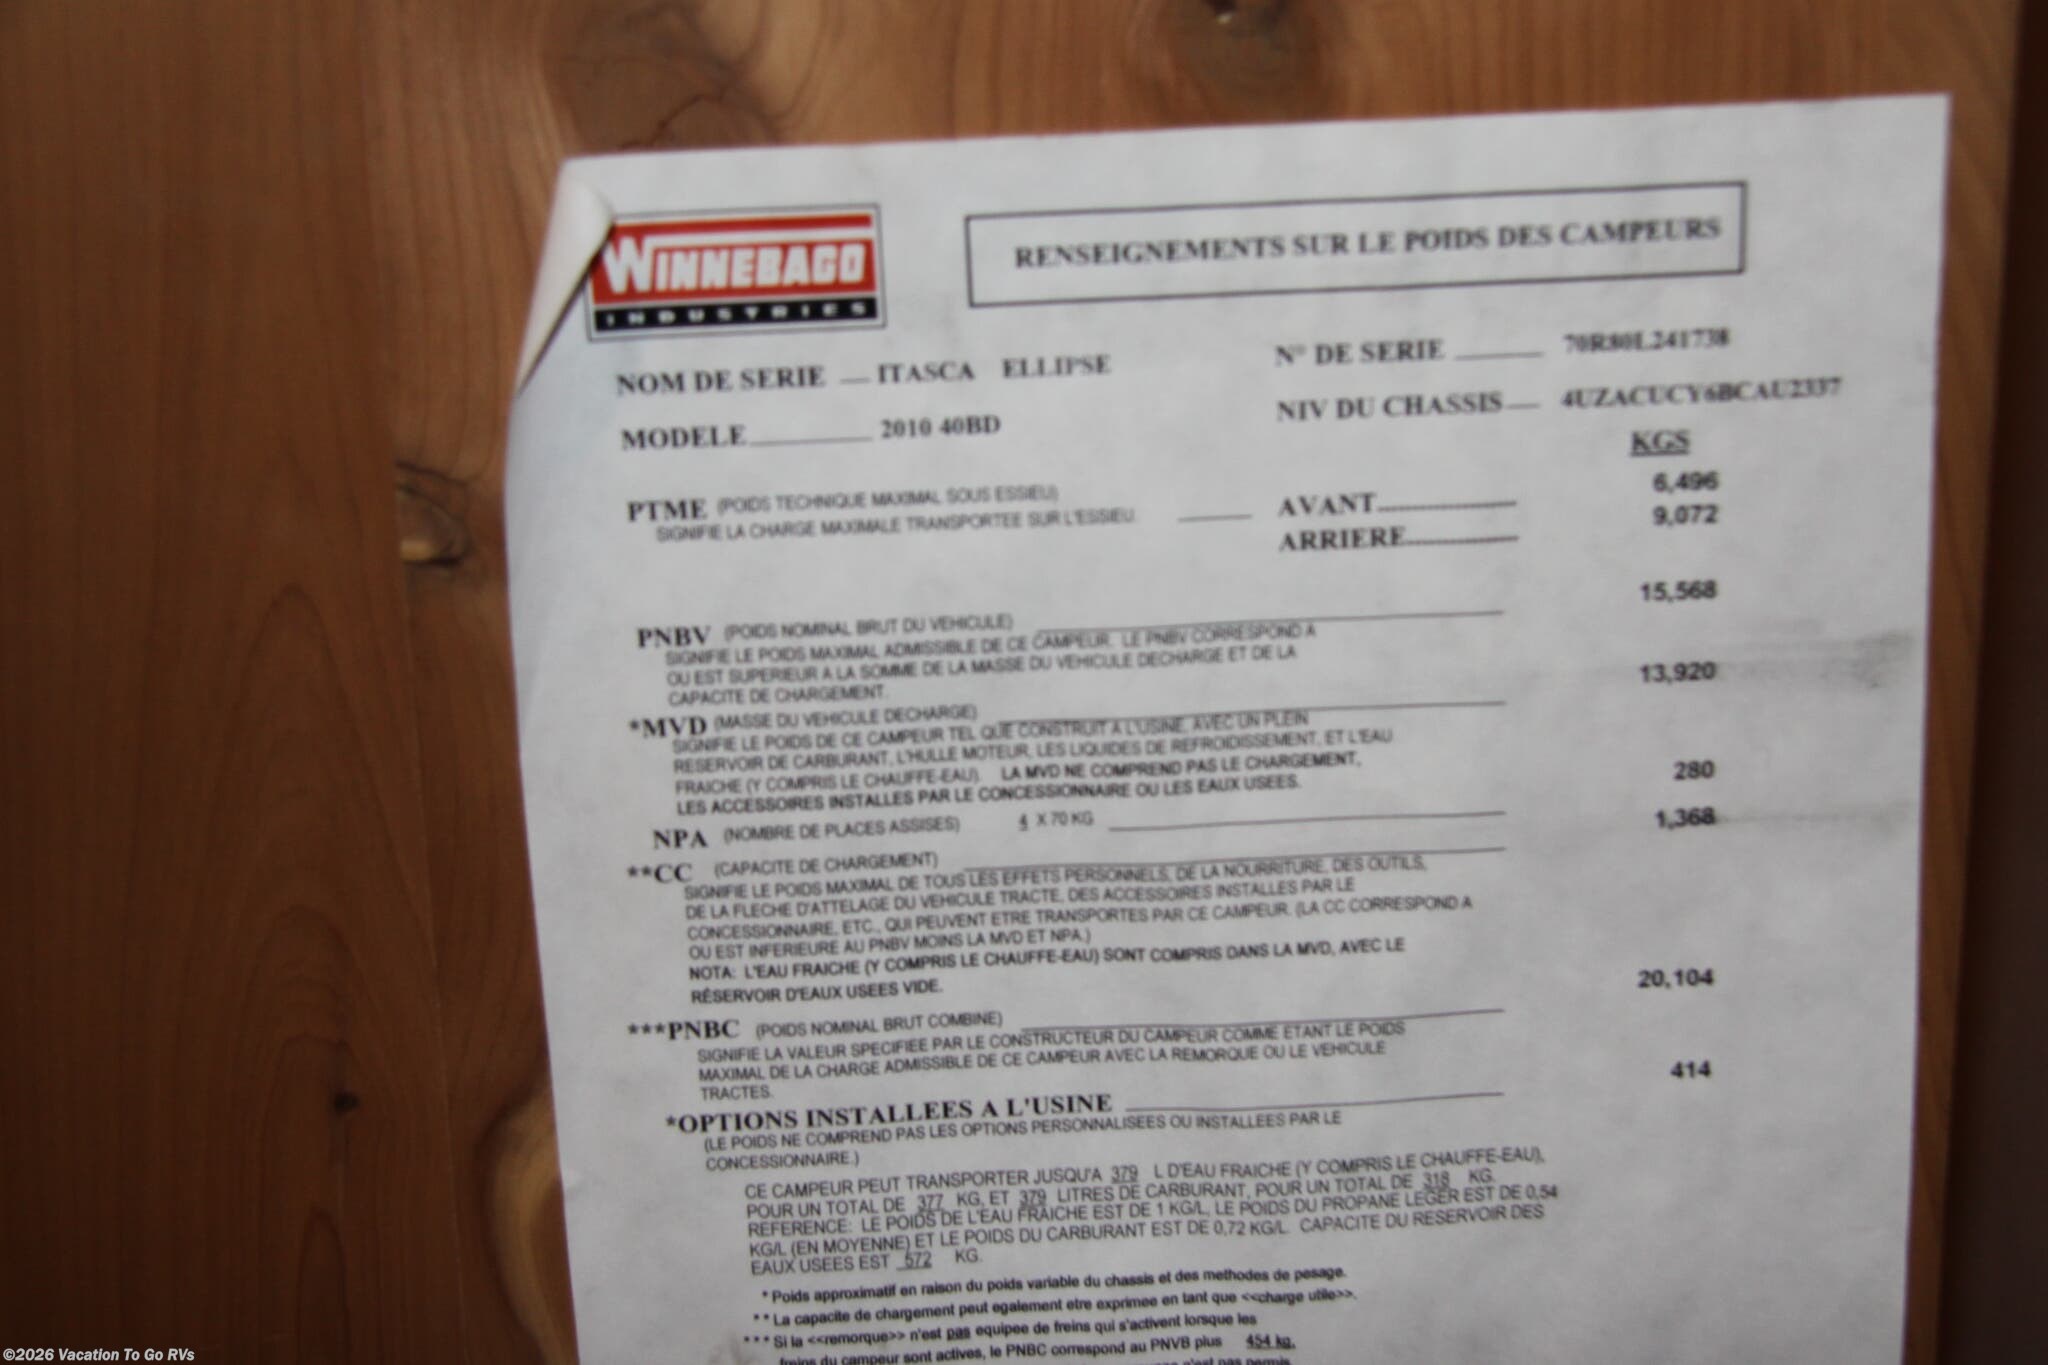 WINNEBAGO
INDUSTRIES
RENSEIGNEMENTS SUR LE POIDS DES CAMPEURS
NOM DE SERIE ITASCA ELLIPSE
N° DE SERIE 70R80L241738
MODELE 2010 40BD
NIV DU CHASSIS 4UZACUCY6BCAU2337
KGS
PTME (POIDS TECHNIQUE MAXIMAL SOUS ESSIEU)
SIGNIFIE LA CHARGE MAXIMALE TRANSPORTEE SUR L'ESSIEU.
AVANT 6,496
ARRIERE 9,072
PNBV (POIDS NOMINAL BRUT DU VEHICULE) 15,568
SIGNIFIE LE POIDS MAXIMAL ADMISSIBLE DE CE CAMPEUR. LE PNBV CORRESPOND A
OU EST SUPERIEUR A LA SOMME DE LA MASSE DU VEHICULE DECHARGE ET DE LA
CAPACITE DE CHARGEMENT.
*MVD (MASSE DU VEHICULE DECHARGE) 13,920
SIGNIFIE LE POIDS DE CE CAMPEUR TEL QUE CONSTRUIT A L'USINE, AVEC UN PLEIN
RESERVOIR DE CARBURANT, L'HULLE MOTEUR, LES LIQUIDES DE REFROIDISSEMENT, ET L'EAU
FRAICHE (Y COMPRIS LE CHAUFFE-EAU). LA MVD NE COMPREND PAS LE CHARGEMENT,
LES ACCESSOIRES INSTALLES PAR LE CONCESSIONNAIRE OU LES EAUX USEES.
NPA (NOMBRE DE PLACES ASSISES) 4 X 70 KG 280
**CC (CAPACITE DE CHARGEMENT) 1,368
SIGNIFIE LE POIDS MAXIMAL DE TOUS LES EFFETS PERSONNELS, DE LA NOURRITURE, DES OUTILS,
DE LA FLECHE D'ATTELAGE DU VEHICULE TRACTE, DES ACCESSOIRES INSTALLES PAR LE
CONCESSIONNAIRE, ETC., QUI PEUVENT ETRE TRANSPORTES PAR CE CAMPEUR. (LA CC CORRESPOND A
OU EST INFERIEURE AU PNBV MOINS LA MVD ET NPA.)
NOTA: L'EAU FRAICHE (Y COMPRIS LE CHAUFFE-EAU) SONT COMPRIS DANS LA MVD, AVEC LE
RÉSERVOIR D'EAUX USEES VIDE.
***PNBC (POIDS NOMINAL BRUT COMBINE) 20,104
SIGNIFIE LA VALEUR SPECIFIEE PAR LE CONSTRUCTEUR DU CAMPEUR COMME ETANT LE POIDS
MAXIMAL DE LA CHARGE ADMISSIBLE DE CE CAMPEUR AVEC LA REMORQUE OU LE VEHICULE
TRACTES.
*OPTIONS INSTALLEES A L'USINE 414
(LE POIDS NE COMPREND PAS LES OPTIONS PERSONNALISEES OU INSTALLEES PAR LE
CONCESSIONNAIRE.)
CE CAMPEUR PEUT TRANSPORTER JUSQU'A 379 L D'EAU FRAICHE (Y COMPRIS LE CHAUFFE-EAU),
POUR UN TOTAL DE 377 KG, ET 379 LITRES DE CARBURANT, POUR UN TOTAL DE 318 KG.
REFERENCE: LE POIDS DE L'EAU FRAICHE EST DE 1 KG/L, LE POIDS DU PROPANE LEGER EST DE 0,54
KG/L (EN MOYENNE) ET LE POIDS DU CARBURANT EST DE 0,72 KG/L. CAPACITE DU RESERVOIR DES
EAUX USEES EST 572 KG.
* Poids approximatif en raison du poids variable du chassis et des methodes de pesage.
** La capacite de chargement peut egalement etre exprimee en tant que <<charge utile>>.
*** Si la <<remorque>> n'est pas equipee de freins qui s'activent lorsque les
freins du campeur sont actives, le PNBC correspond au PNVB plus 454 kg.
n'est pas permis
©2026 Vacation To Go RVs